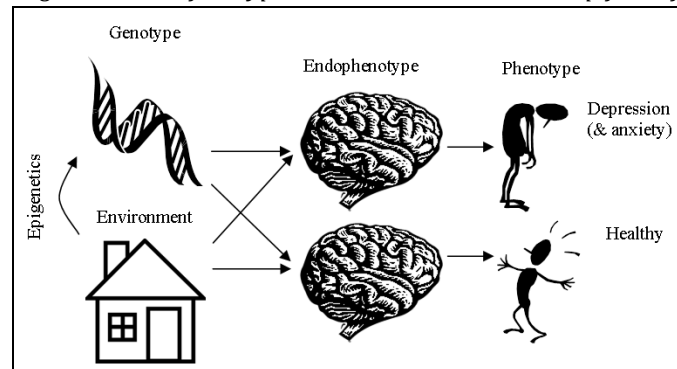 Genotype
Endophenotype
Phenotype
Depression
(& anxiety)
Epigenetics
Environment
Healthy